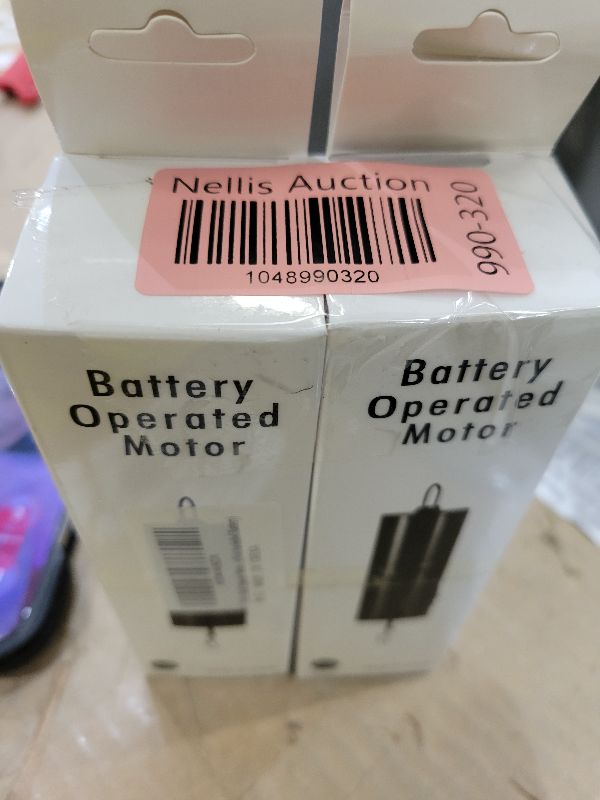 Nellis Auction
1048990320
990-320
Battery
Operated
Motor
Battery
Operated
Motor